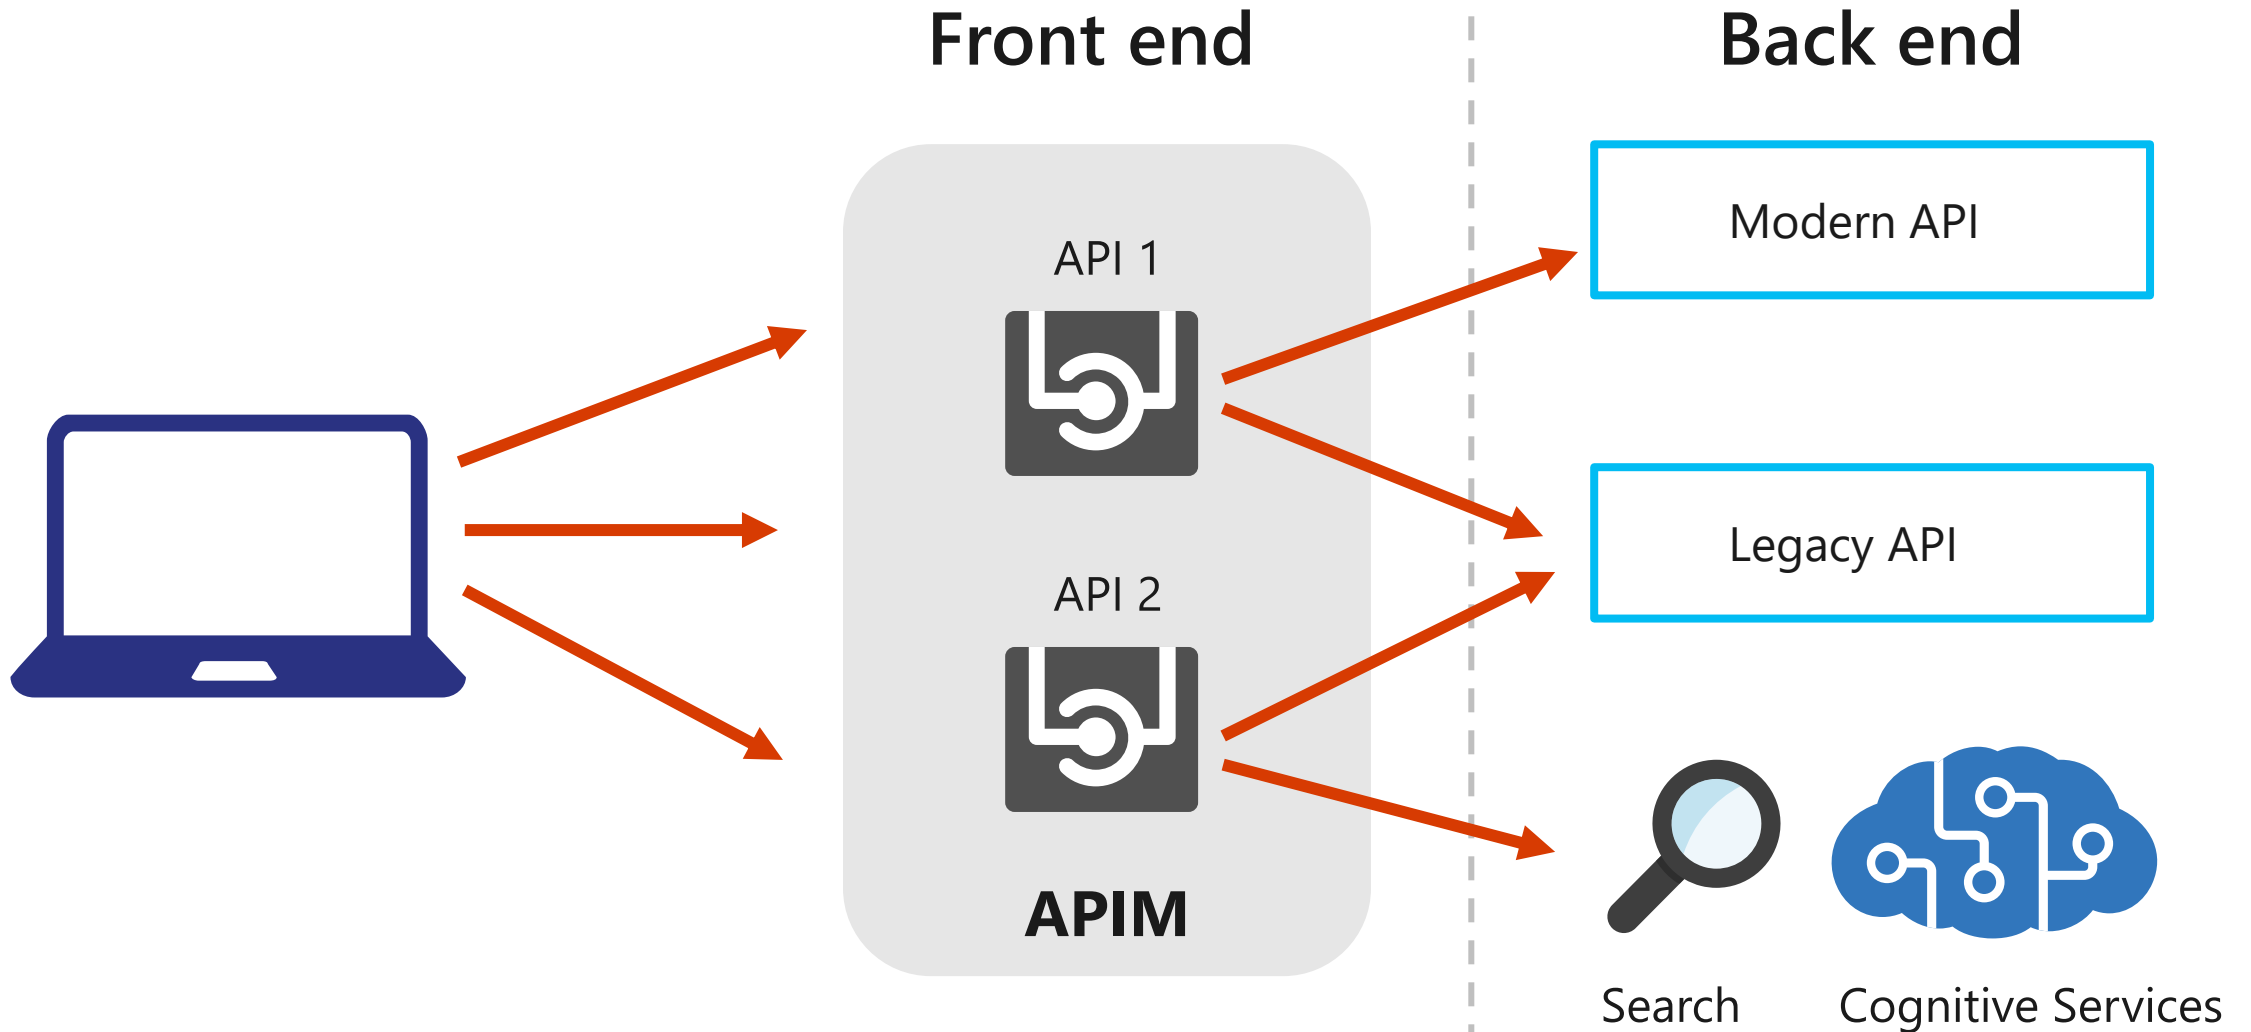 Front end
Back end
API 1
Modern API
Legacy API
API 2
APIM
Search
Cognitive Services